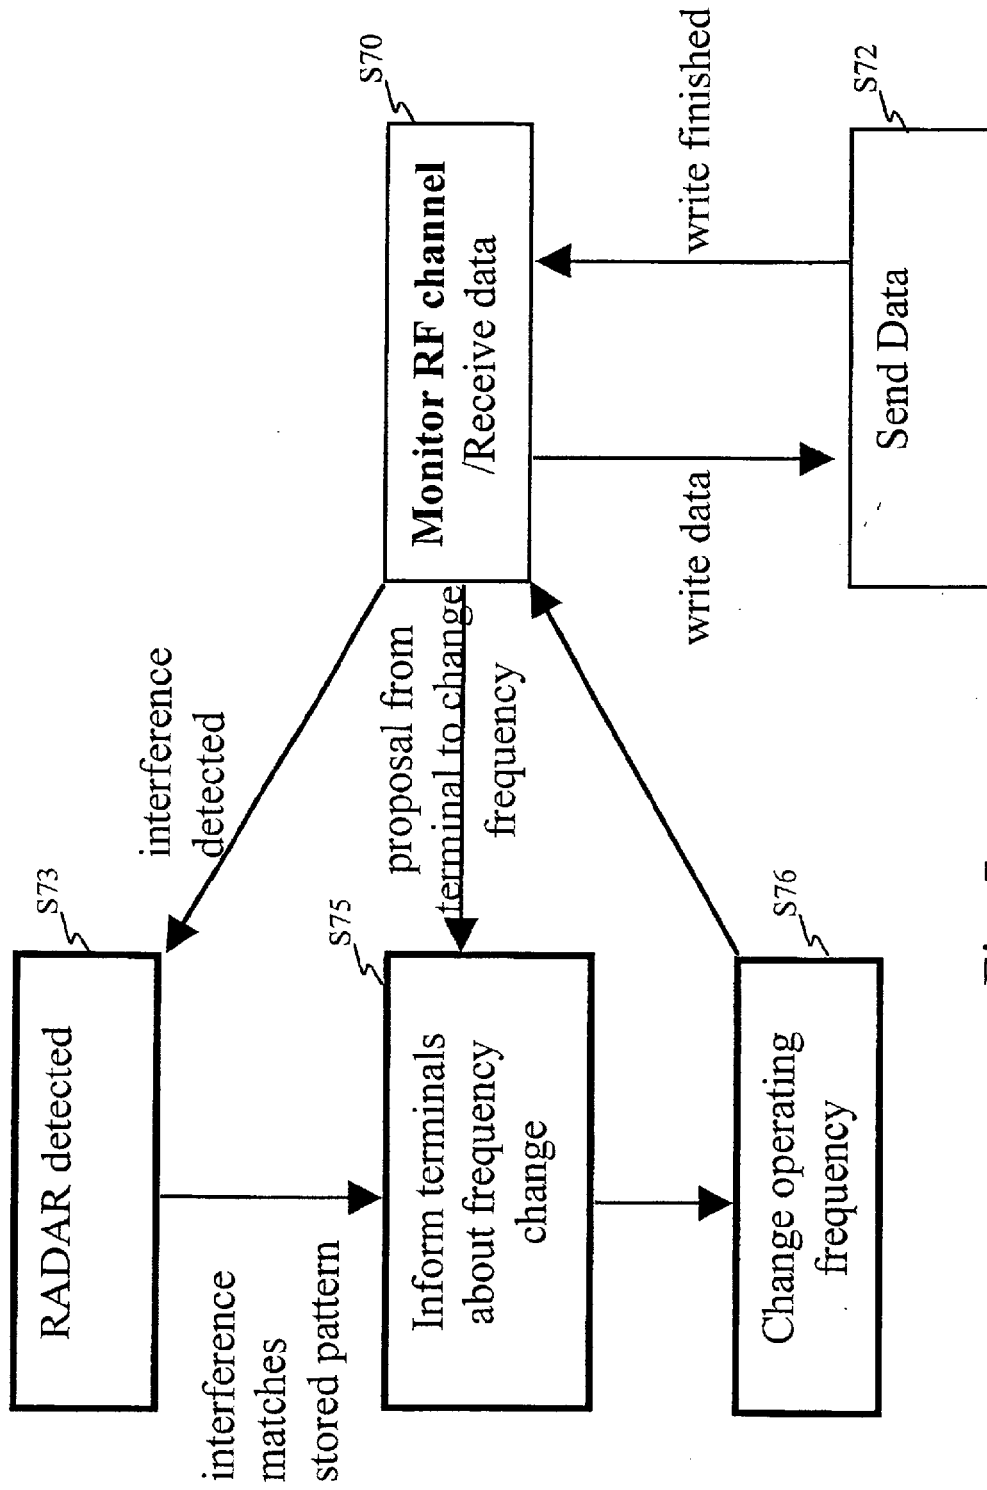 RADAR detected
S73
interference
detected
interference
matches
stored pattern
Inform terminals
about frequency
change
S75
proposal from
terminal to change
frequency
Monitor RF channel
/Receive data
S70
Change operating
frequency
S76
write data
write finished
Send Data
S72